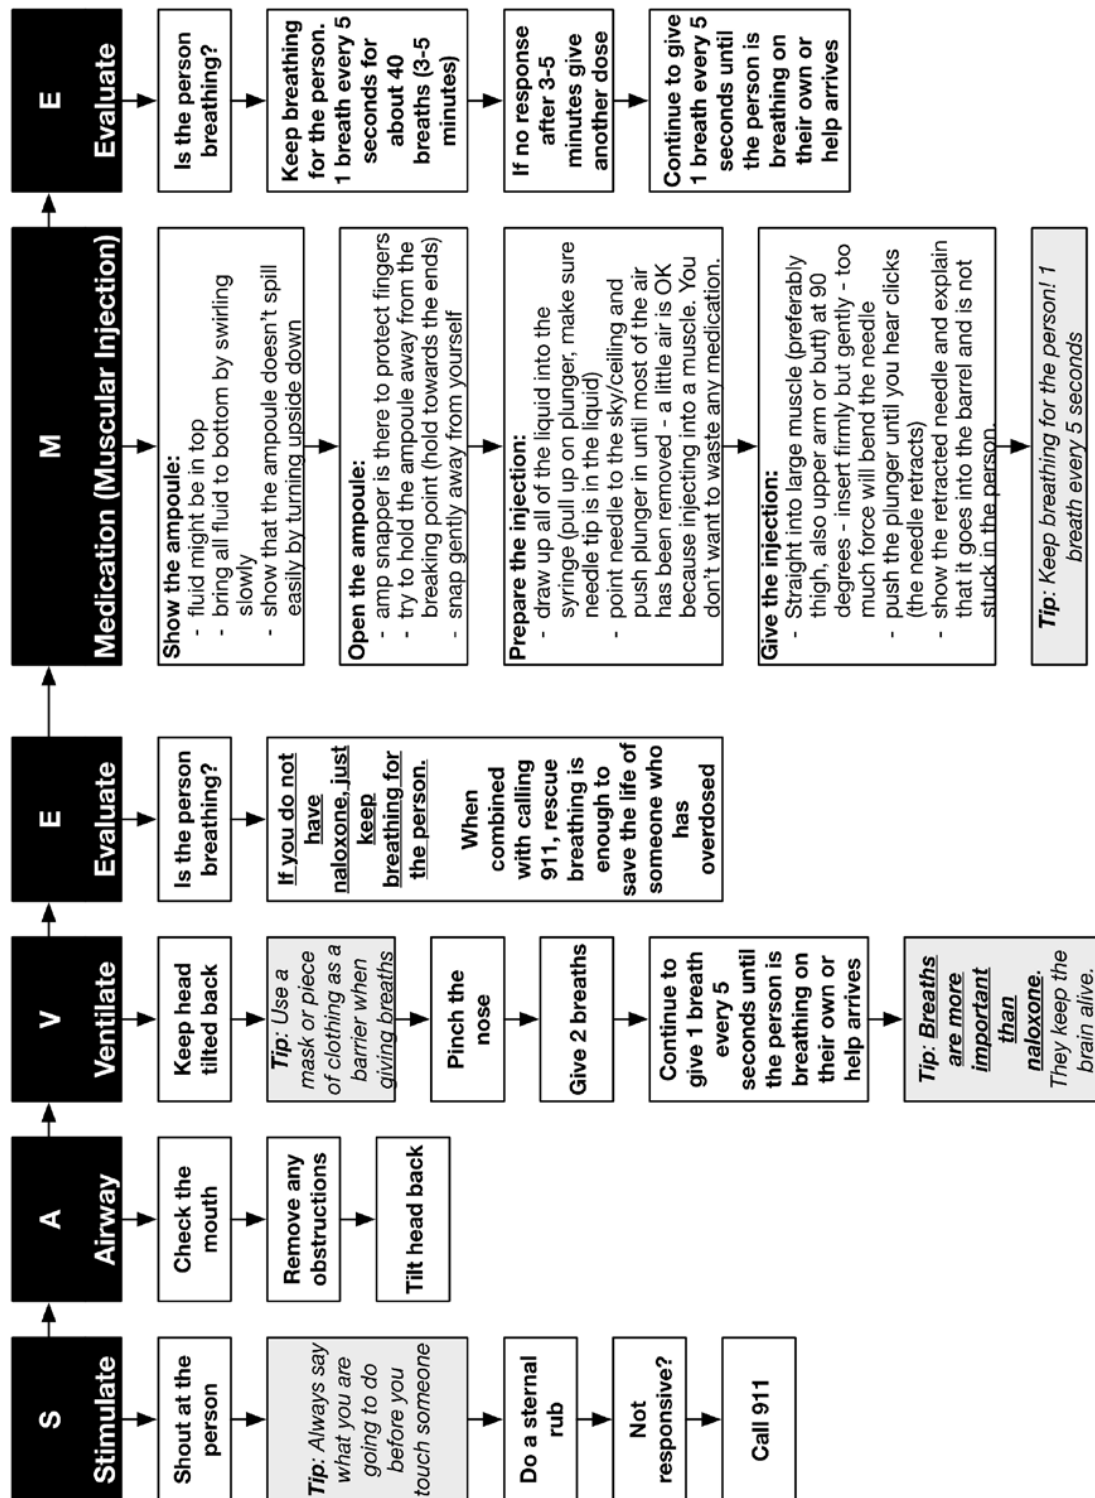 S
Stimulate
Shout at the
person
Tip: Always say
what you are
going to do
before you
touch someone
Do a sternal
rub
Not
responsive?
Call 911
A
Airway
Check the
mouth
Remove any
obstructions
Tilt head back
V
Ventilate
Keep head
tilted back
Tip: Use a
mask or piece
of clothing as a
barrier when
giving breaths
Pinch the
nose
Give 2 breaths
Continue to
give 1 breath
every 5
seconds until
the person is
breathing on
their own or
help arrives
Tip: Breaths
are more
important
than
naloxone.
They keep the
brain alive.
E
Evaluate
Is the person
breathing?
If you do not
have
naloxone, just
keep
breathing for
the person.
When
combined
with calling
911, rescue
breathing is
enough to
save the life of
someone who
has
overdosed
M
Medication (Muscular Injection)
Show the ampoule:
- fluid might be in top
- bring all fluid to bottom by swirling
slowly
- show that the ampoule doesn't spill
easily by turning upside down
Open the ampoule:
- amp snapper is there to protect fingers
- try to hold the ampoule away from the
breaking point (hold towards the ends)
- snap gently away from yourself
Prepare the injection:
- draw up all of the liquid into the
syringe (pull up on plunger, make sure
needle tip is in the liquid)
- point needle to the sky/ceiling and
push plunger in until most of the air
has been removed - a little air is OK
because injecting into a muscle. You
don't want to waste any medication.
Give the injection:
- Straight into large muscle (preferably
thigh, also upper arm or butt) at 90
degrees - insert firmly but gently - too
much force will bend the needle
- push the plunger until you hear clicks
(the needle retracts)
- show the retracted needle and explain
that it goes into the barrel and is not
stuck in the person.
Tip: Keep breathing for the person! 1
breath every 5 seconds
E
Evaluate
Is the person
breathing?
Keep breathing
for the person.
1 breath every 5
seconds for
about 40
breaths (3-5
minutes)
If no response
after 3-5
minutes give
another dose
Continue to give
1 breath every 5
seconds until
the person is
breathing on
their own or
help arrives